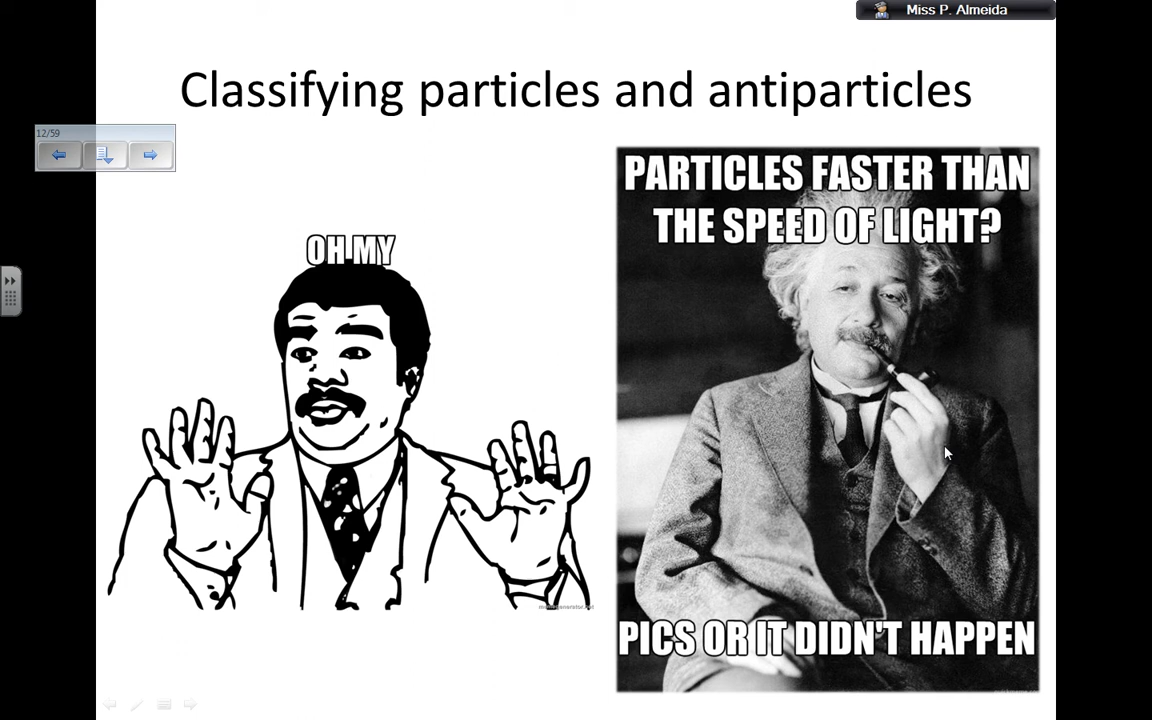 Miss P. Almeida
Classifying particles and antiparticles
12/59
OH MY
PARTICLES FASTER THAN
THE SPEED OF LIGHT?
PICS OR IT DIDN'T HAPPEN